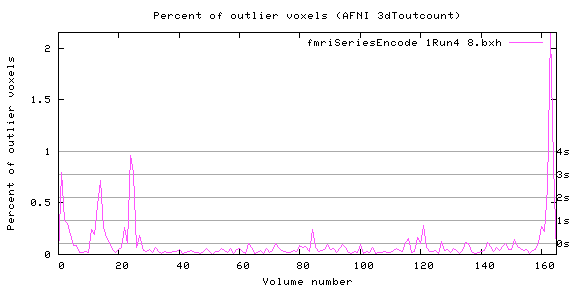 Percent of outlier voxels (AFNI 3dToutcount)
fmriSeriesEncode 1Run4 8.bxh
Percent of outlier voxels
2
1.5
1
0.5
0
4s
3s
2s
1s
0s
0 20 40 60 80 100 120 140 160
Volume number